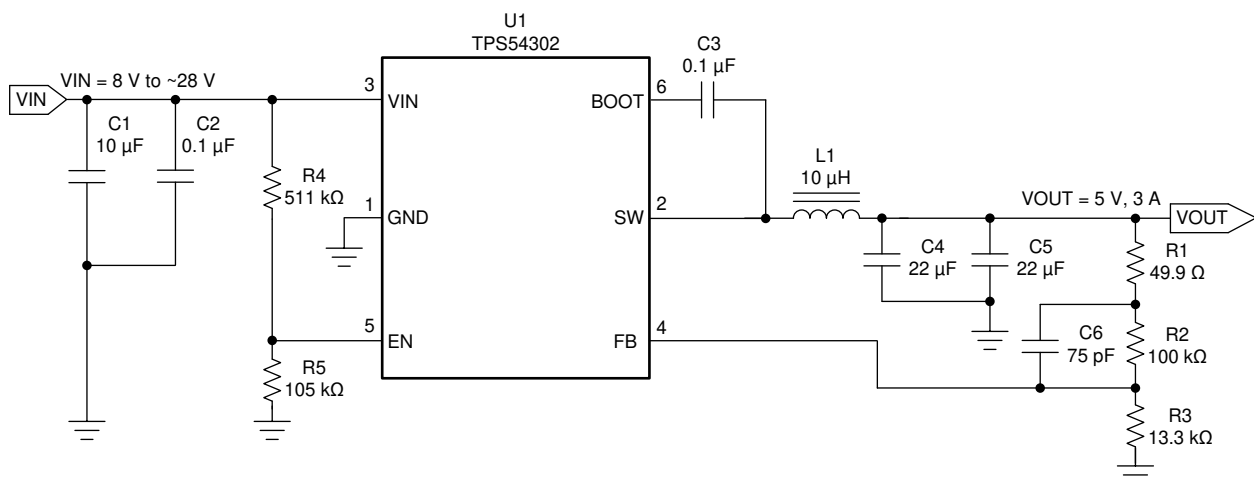 U1
TPS54302
C3
0.1 µF
VIN = 8 V to ~28 V
VIN
3
VIN
BOOT
6
C1
10 µF
C2
0.1 µF
R4
511 kΩ
L1
10 µH
1
GND
SW
2
VOUT = 5 V, 3 A
VOUT
C4
22 µF
C5
22 µF
R1
49.9 Ω
5
EN
FB
4
C6
75 pF
R2
100 kΩ
R5
105 kΩ
R3
13.3 kΩ